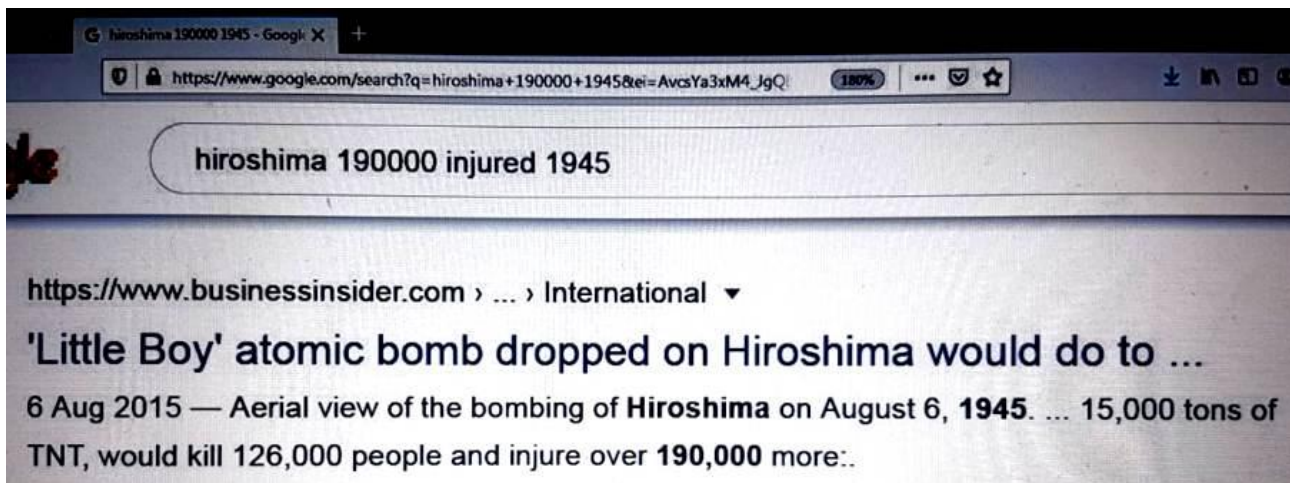 G hiroshima 190000 1945 - Googl X +
https://www.google.com/search?q=hiroshima+190000+1945&ei=AvcsYa3xM4_JgQ 180% ...
gle
hiroshima 190000 injured 1945
https://www.businessinsider.com › ... › International
'Little Boy' atomic bomb dropped on Hiroshima would do to ...
6 Aug 2015 — Aerial view of the bombing of Hiroshima on August 6, 1945. ... 15,000 tons of
TNT, would kill 126,000 people and injure over 190,000 more:.